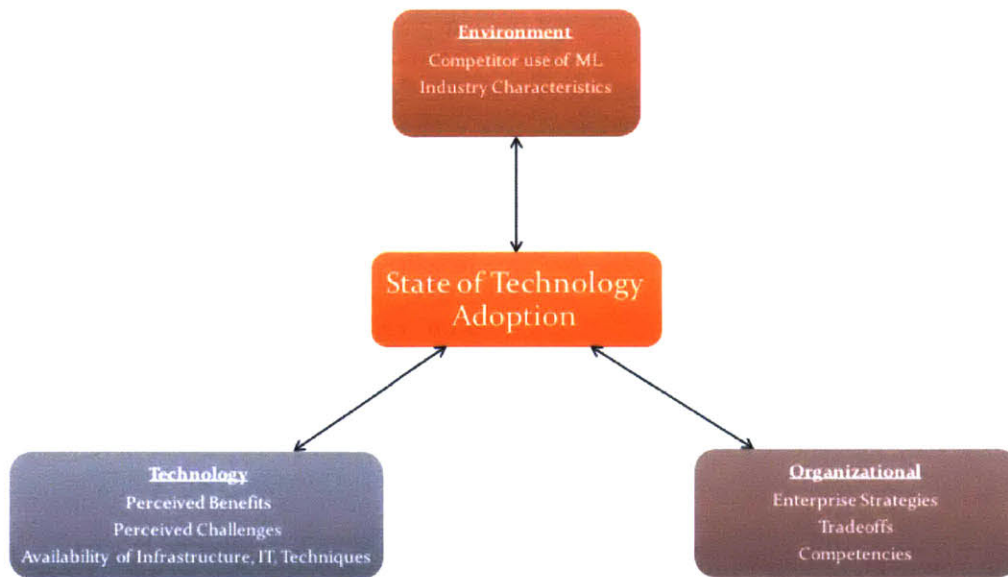 Environment
Competitor use of ML
Industry Characteristics
State of Technology
Adoption
Technology
Perceived Benefits
Perceived Challenges
Availability of Infrastructure, IT, Techniques
Organizational
Enterprise Strategies
Tradeoffs
Competencies